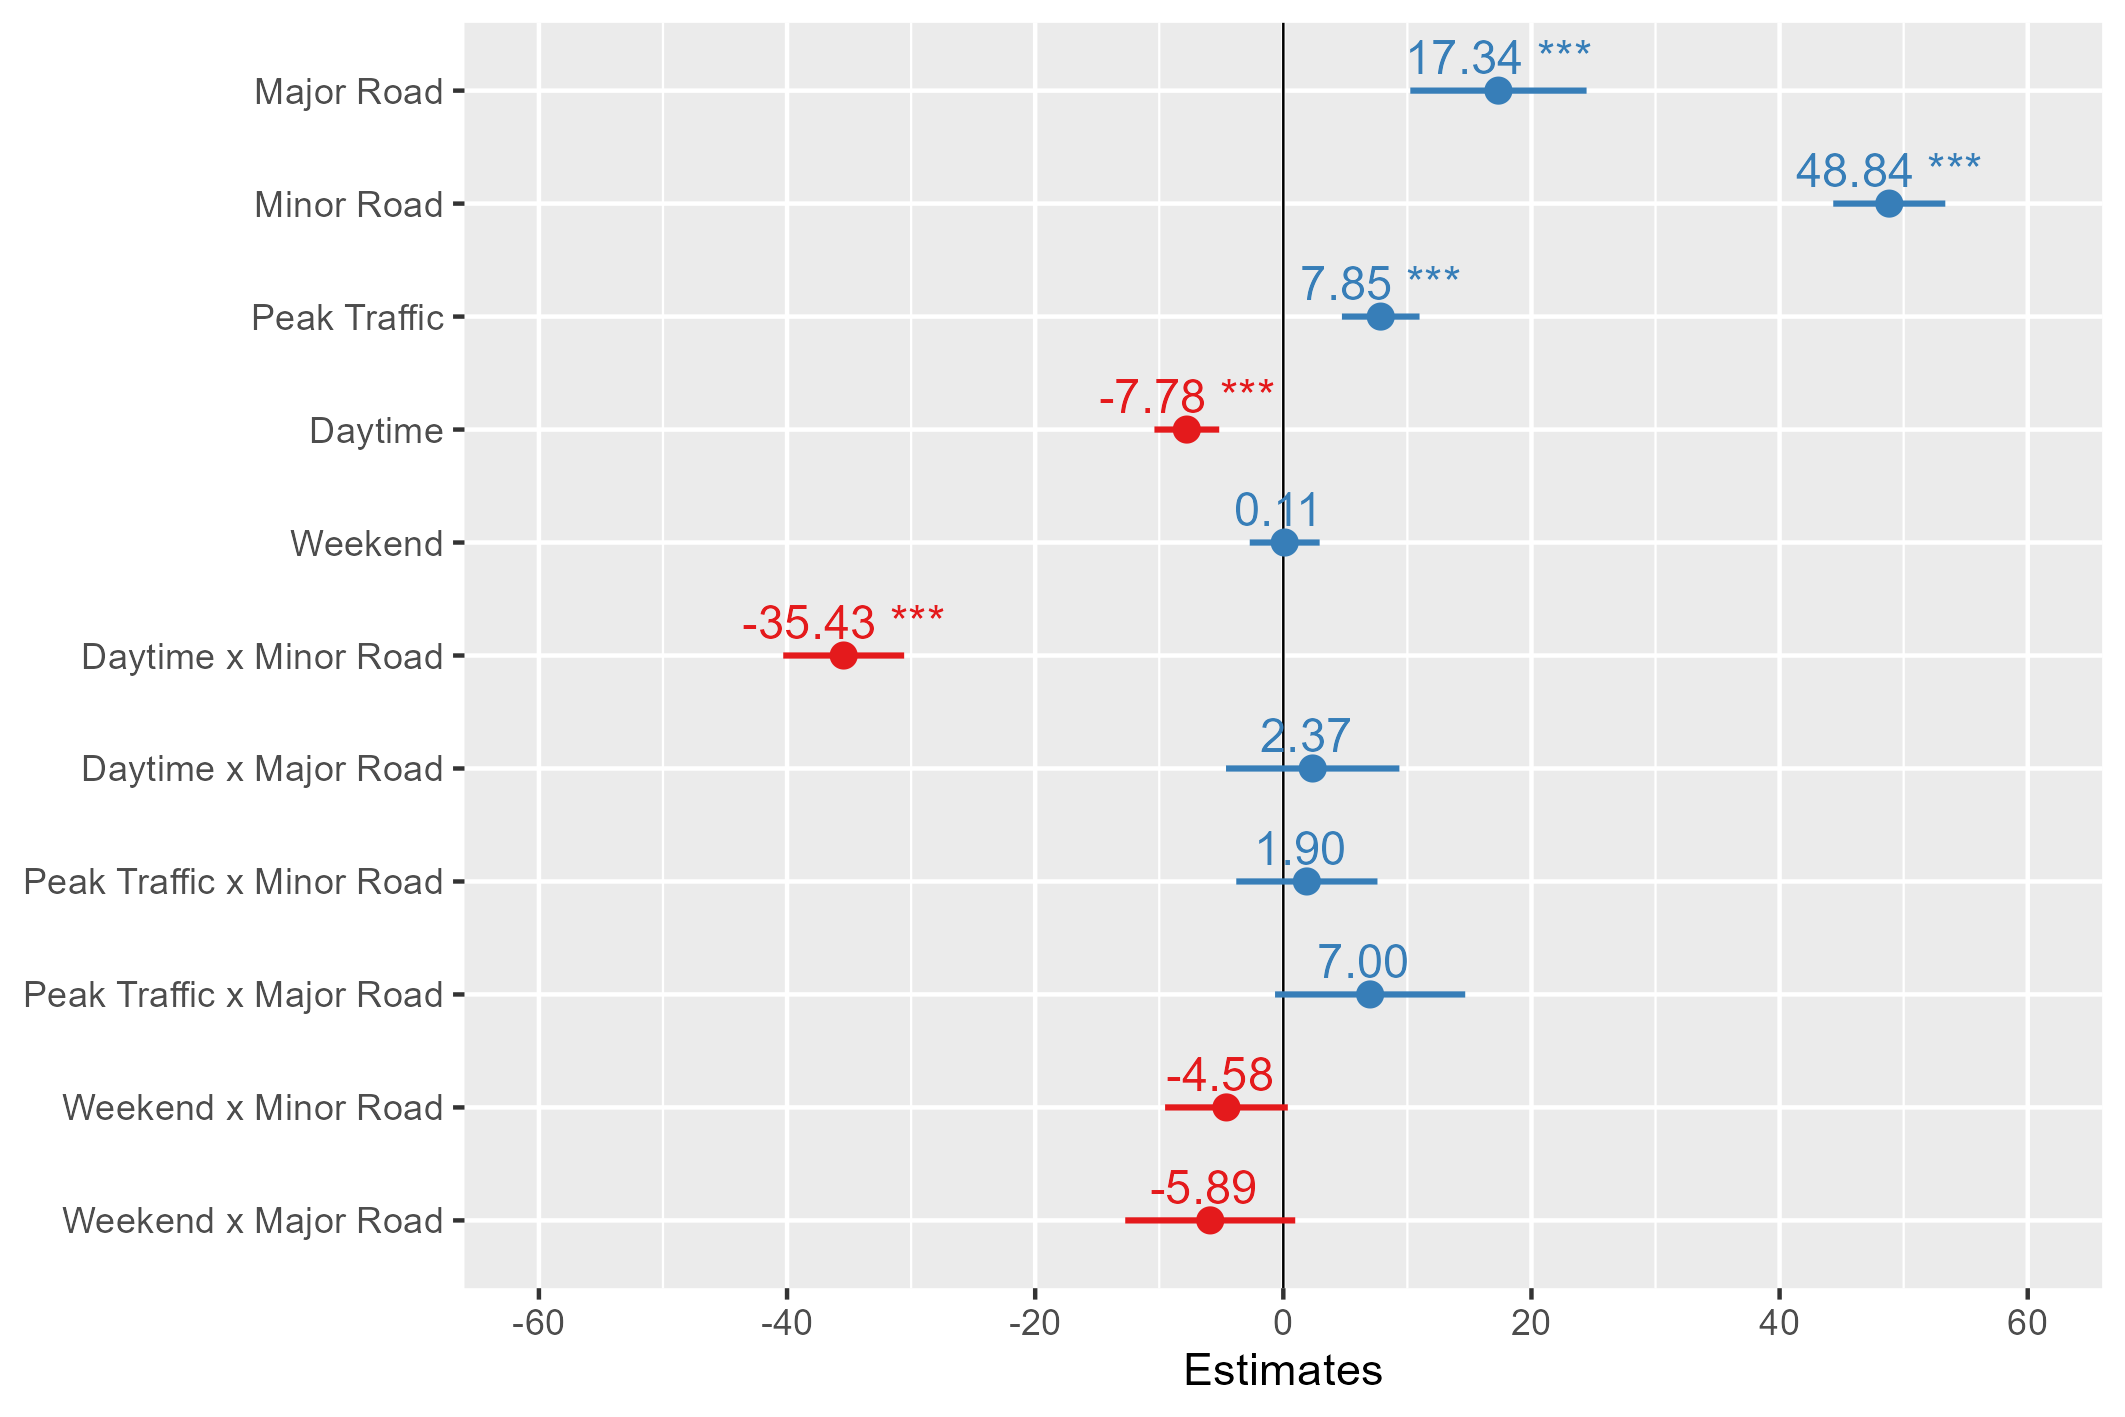 17.34 ***
Major Road
48.84 ***
Minor Road
7.85 ***
Peak Traffic
-7.78 ***
Daytime
0.11
Weekend
-35.43 ***
Daytime x Minor Road
2.37
Daytime x Major Road
1.90
Peak Traffic x Minor Road
7.00
Peak Traffic x Major Road
-4.58
Weekend x Minor Road
-5.89
Weekend x Major Road
-60 -40 -20 0 20 40 60
Estimates